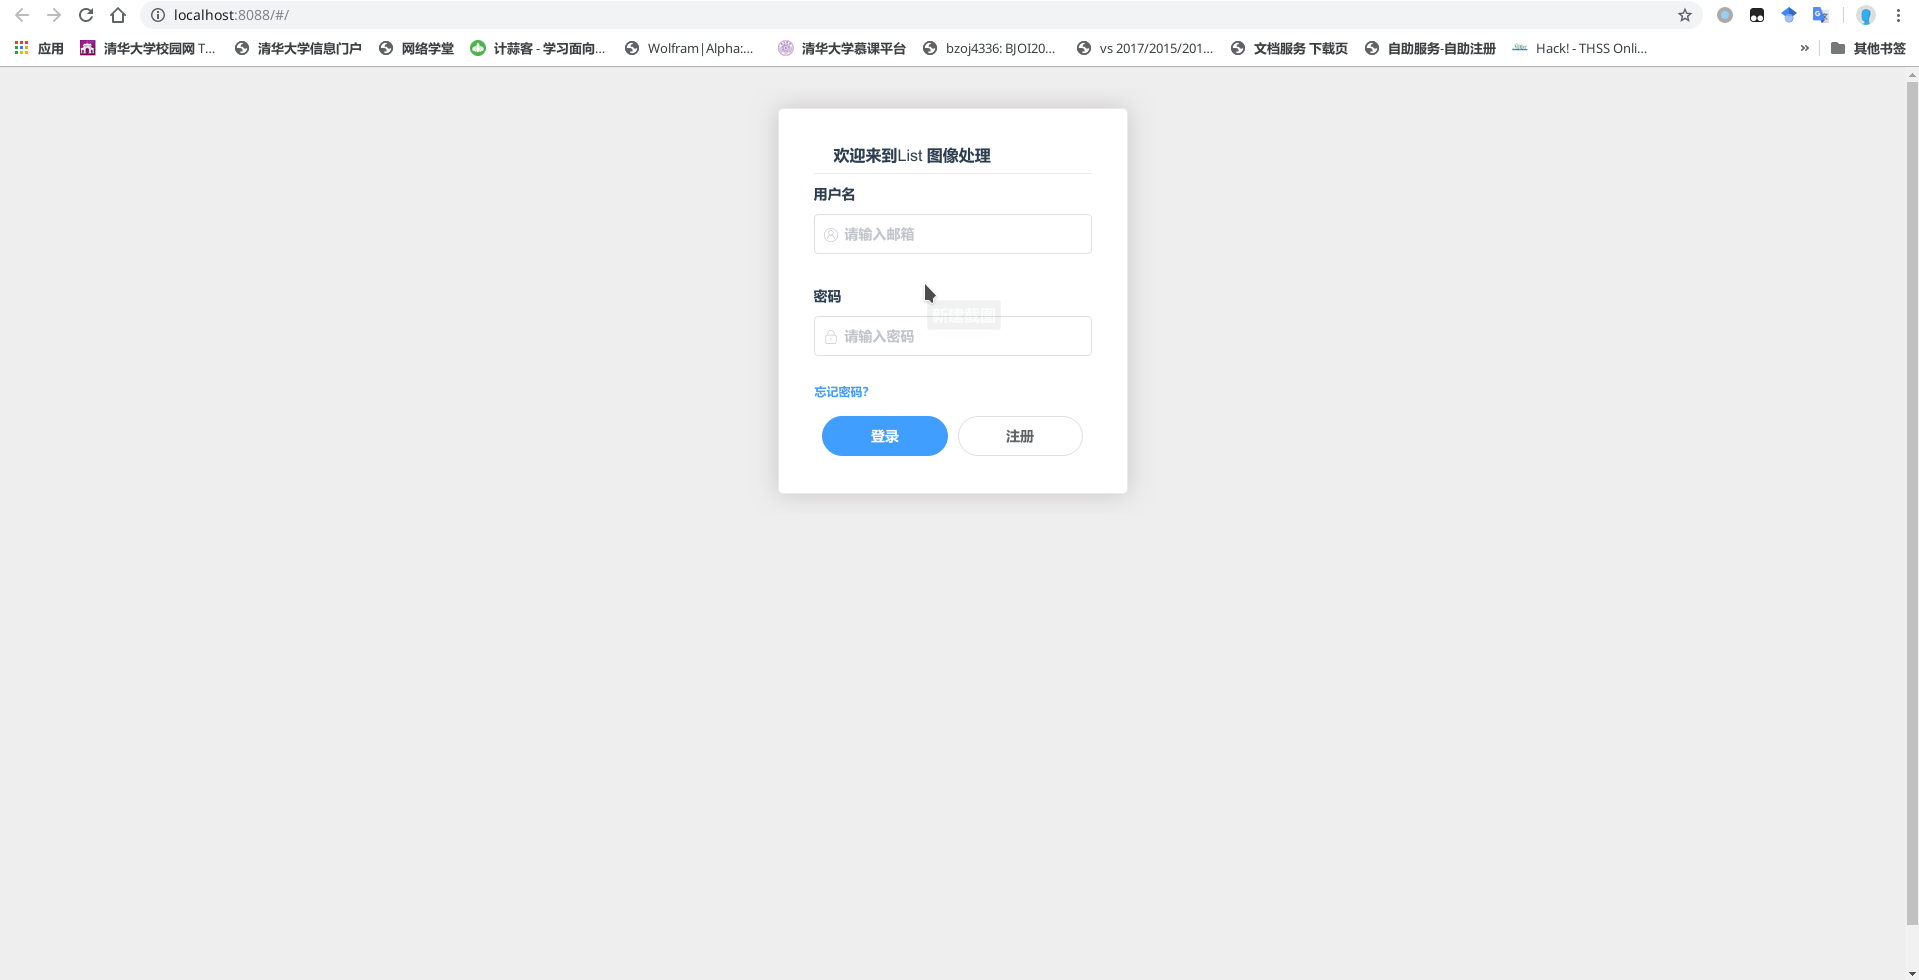 localhost:8088/#/
应用 清华大学校园网 T... 清华大学信息门户 网络学堂 计蒜客 - 学习面向... Wolfram|Alpha:... 清华大学慕课平台 bzoj4336: BJOI20... vs 2017/2015/201... 文档服务 下载页 自助服务-自助注册 Hack! - THSS Onli... » 其他书签
欢迎来到List 图像处理
用户名
请输入邮箱
密码
新建截图
请输入密码
忘记密码?
登录 注册